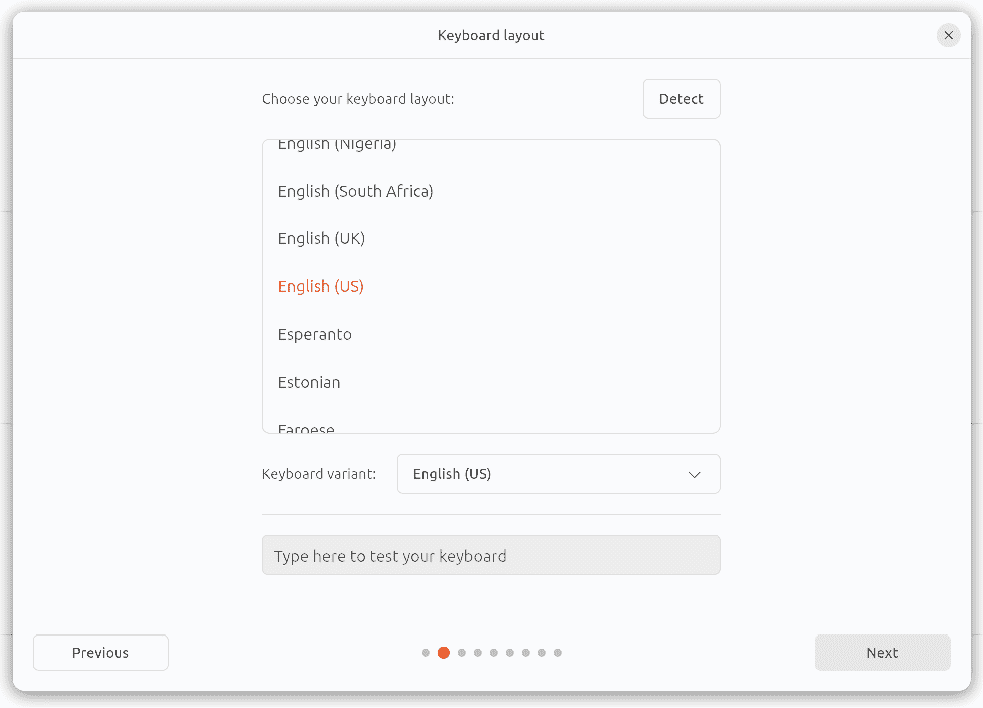 Keyboard layout
Choose your keyboard layout:
Detect
English (Nigeria)
English (South Africa)
English (UK)
English (US)
Esperanto
Estonian
Faroese
Keyboard variant:
English (US)
Type here to test your keyboard
Previous
Next